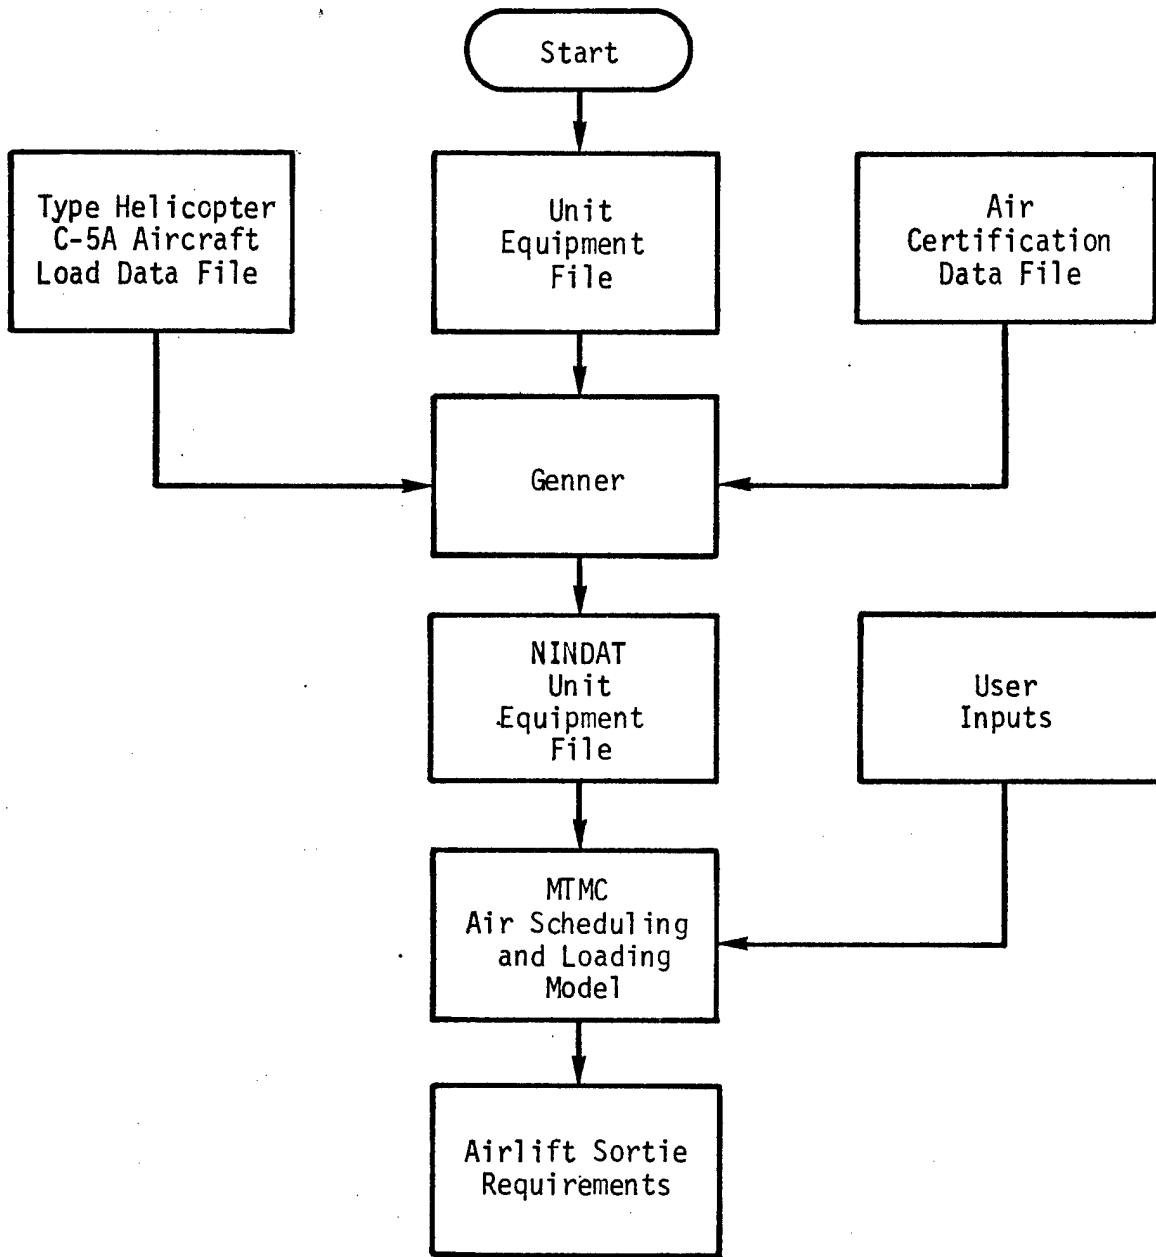 Start
Type Helicopter
C-5A Aircraft
Load Data File
Unit
Equipment
File
Air
Certification
Data File
Genner
NINDAT
Unit
Equipment
File
User
Inputs
MTMC
Air Scheduling
and Loading
Model
Airlift Sortie
Requirements